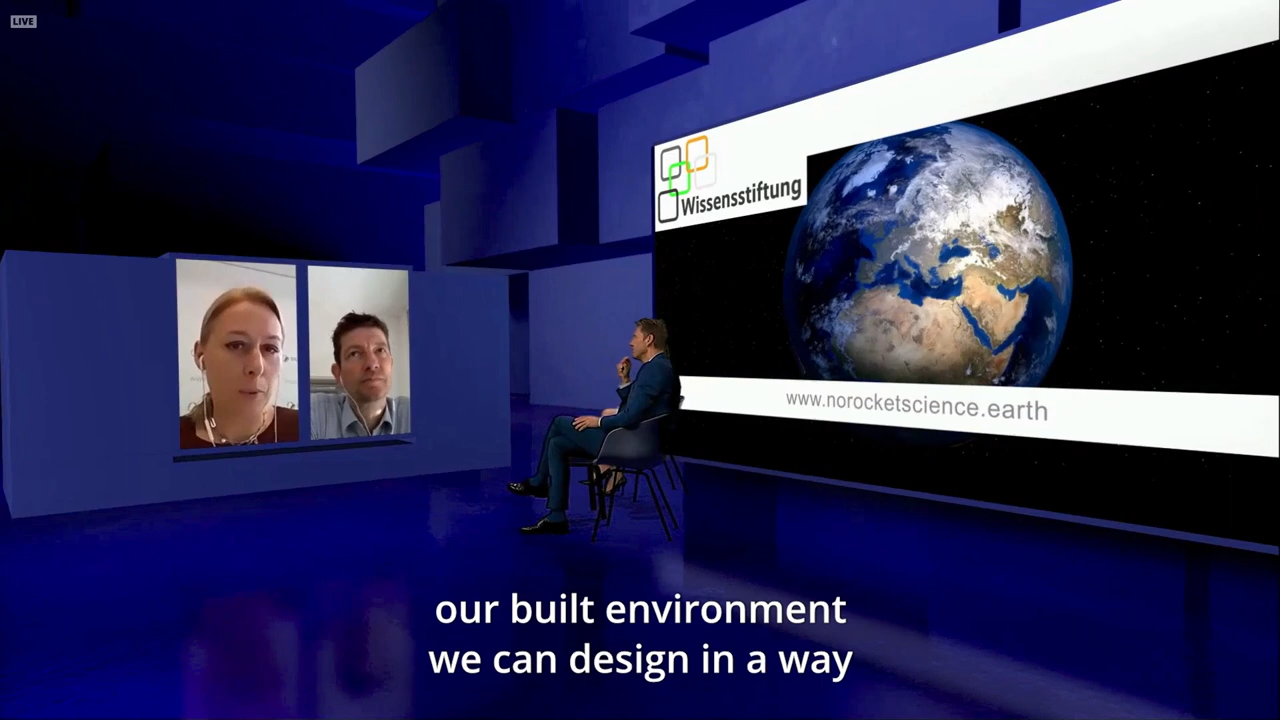 LIVE
Wissensstiftung
www.norocketscience.earth
our built environment
we can design in a way